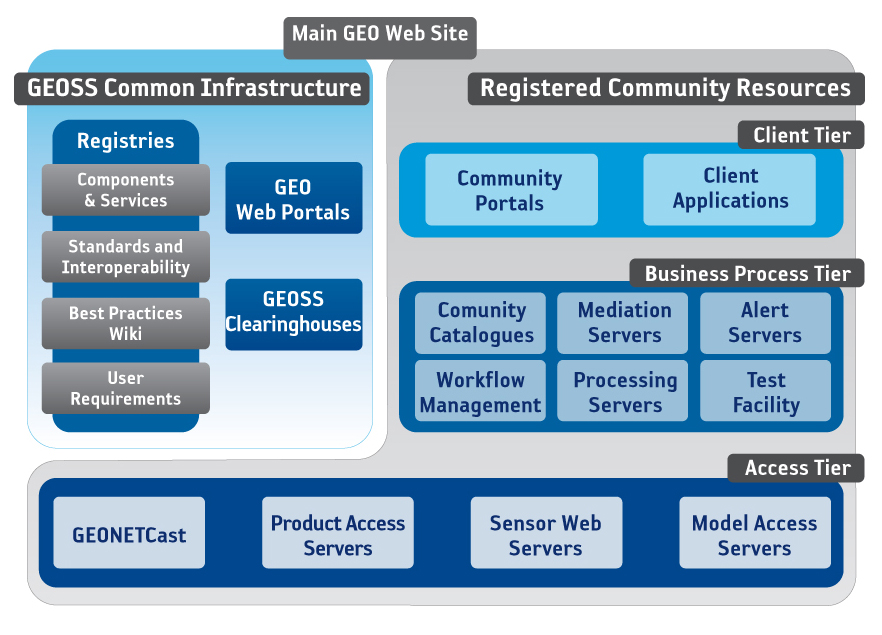 Main GEO Web Site
GEOSS Common Infrastructure
Registries
Components
& Services
Standards and
Interoperability
Best Practices
Wiki
User
Requirements
GEO
Web Portals
GEOSS
Clearinghouses
Registered Community Resources
Client Tier
Community
Portals
Client
Applications
Business Process Tier
Comunity
Catalogues
Mediation
Servers
Alert
Servers
Workflow
Management
Processing
Servers
Test
Facility
Access Tier
GEONETCast
Product Access
Servers
Sensor Web
Servers
Model Access
Servers